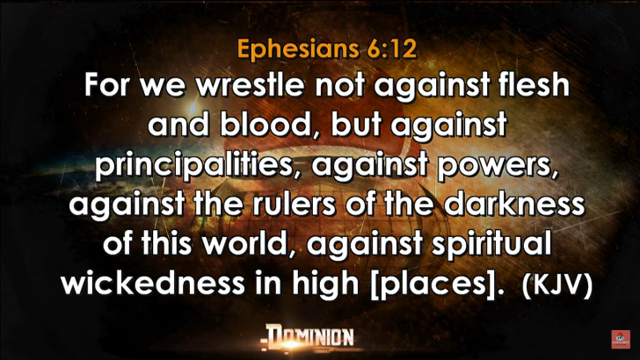 Ephesians 6:12
For we wrestle not against flesh
and blood, but against
principalities, against powers,
against the rulers of the darkness
of this world, against spiritual
wickedness in high [places]. (KJV)
DOMINION